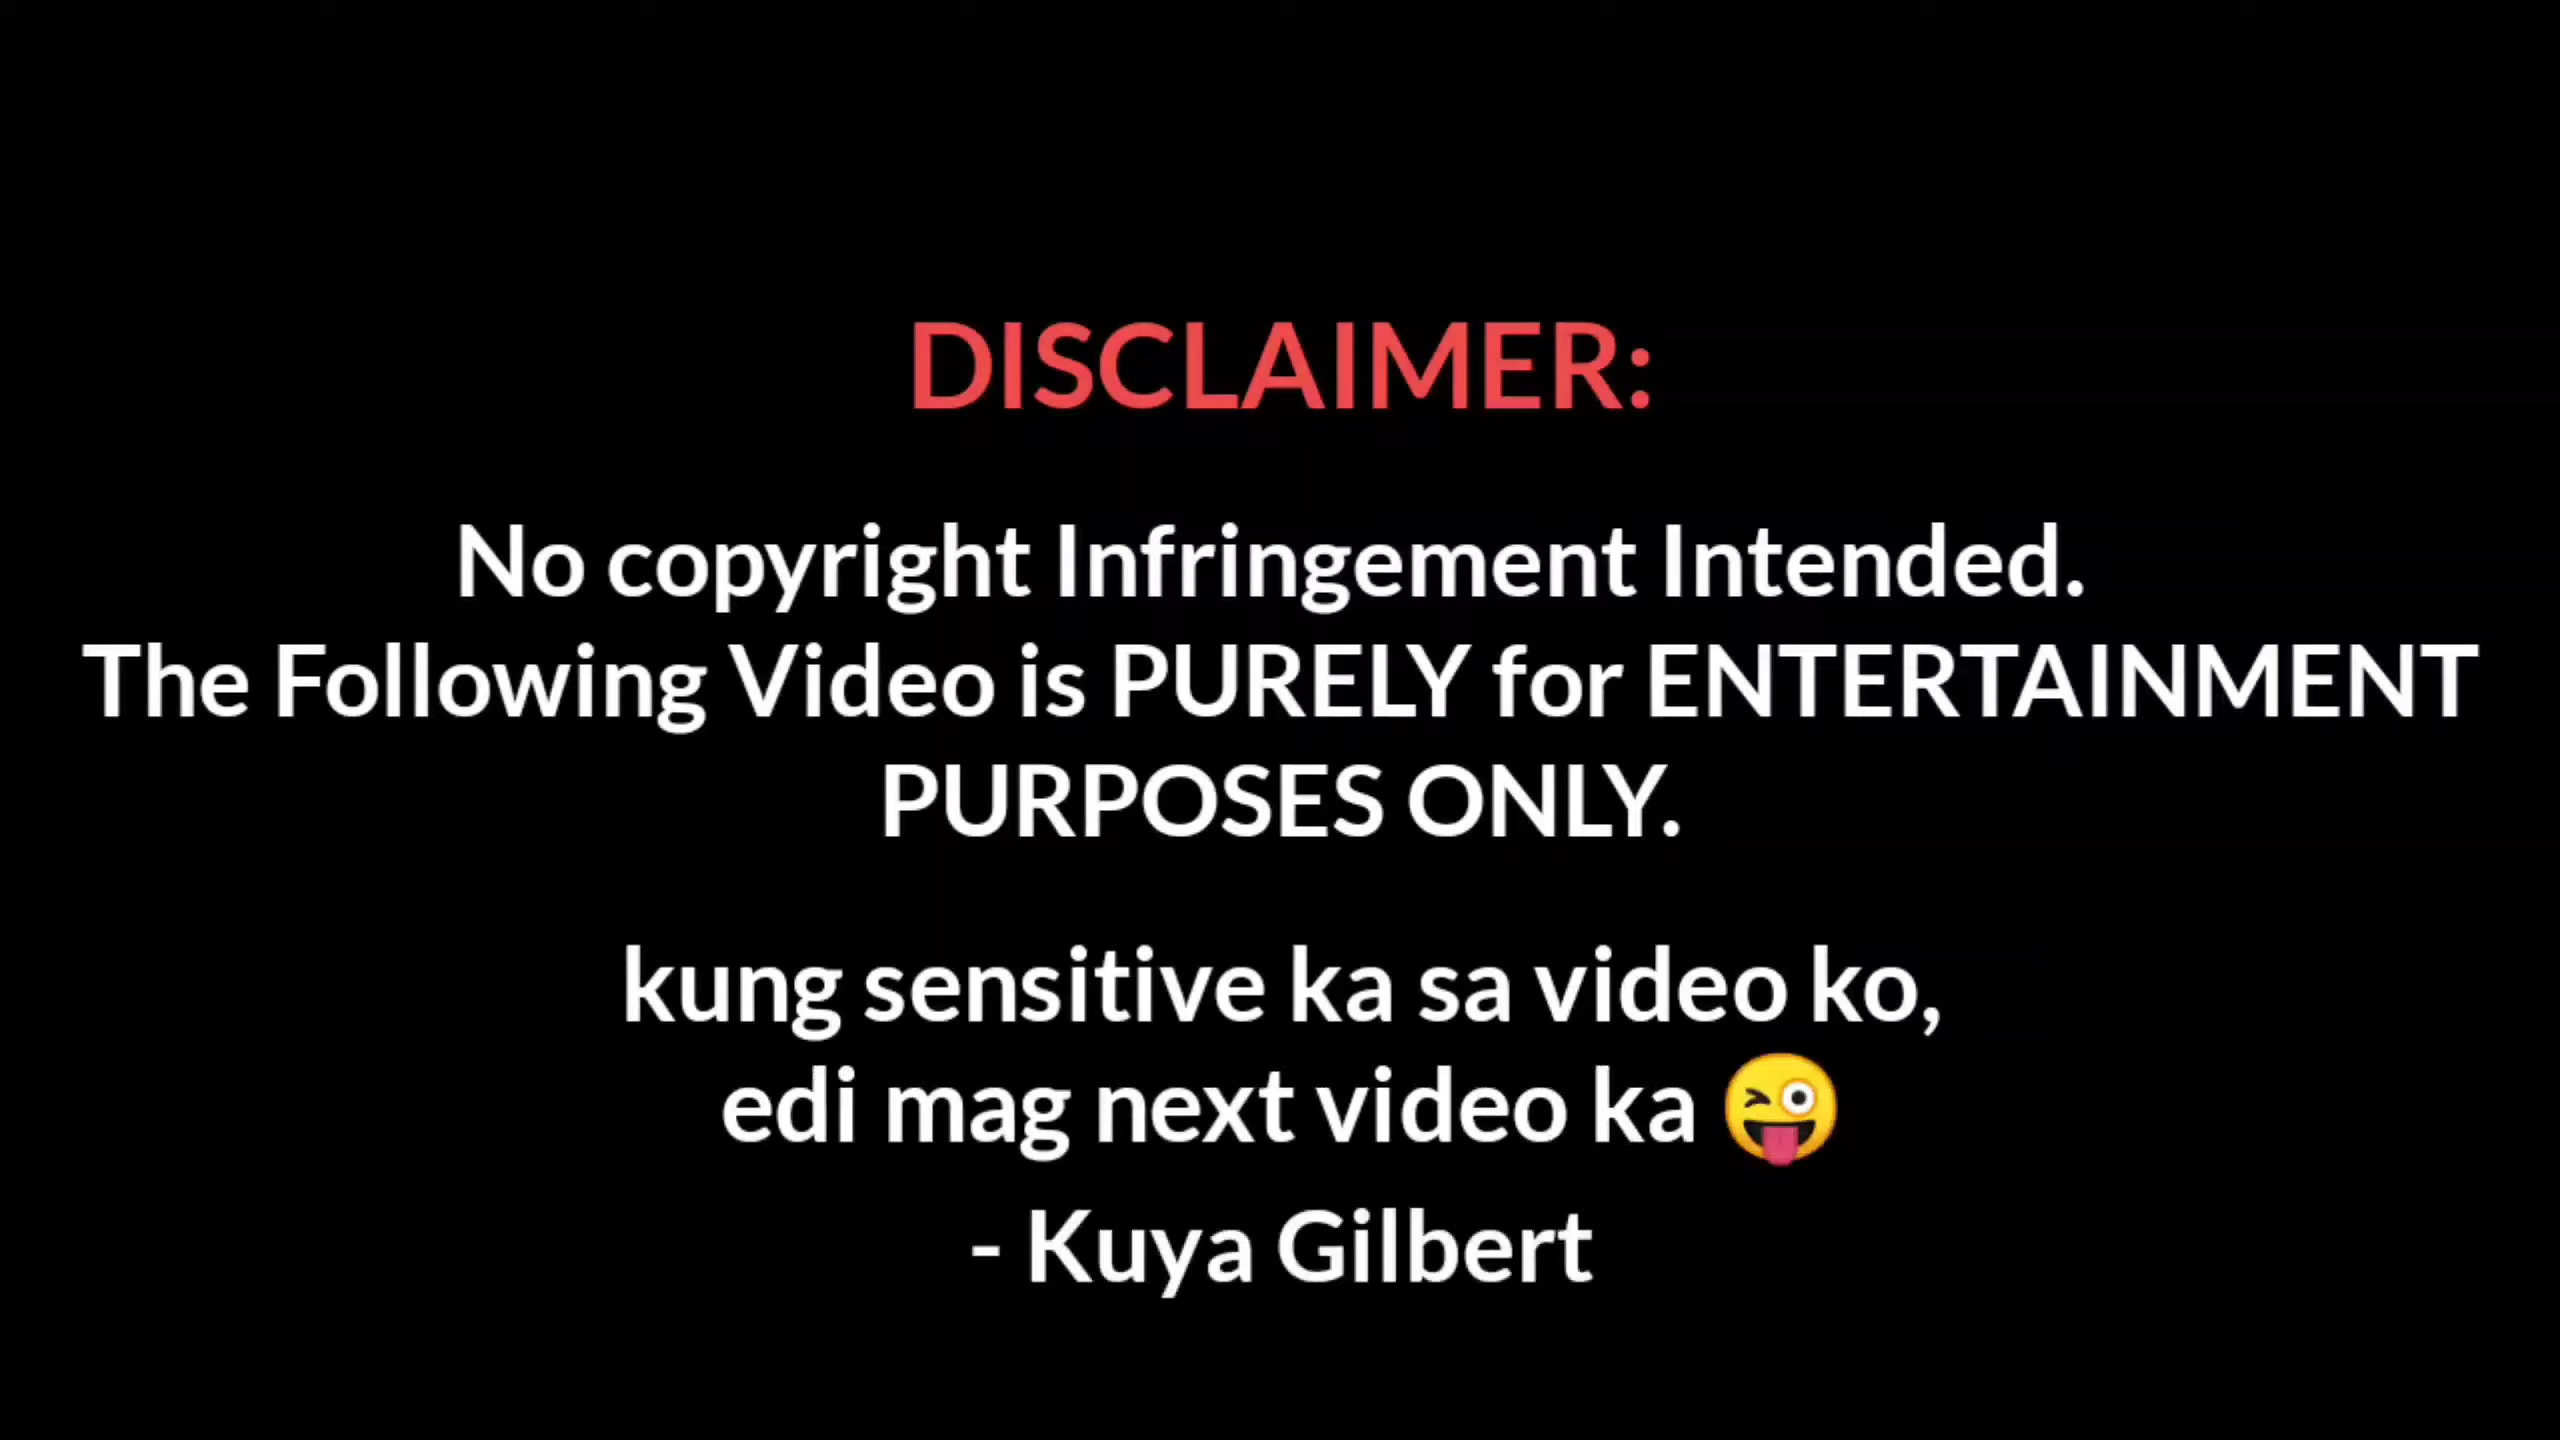 DISCLAIMER:
No copyright Infringement Intended.
The Following Video is PURELY for ENTERTAINMENT
PURPOSES ONLY.
kung sensitive ka sa video ko,
edi mag next video ka 😜
- Kuya Gilbert